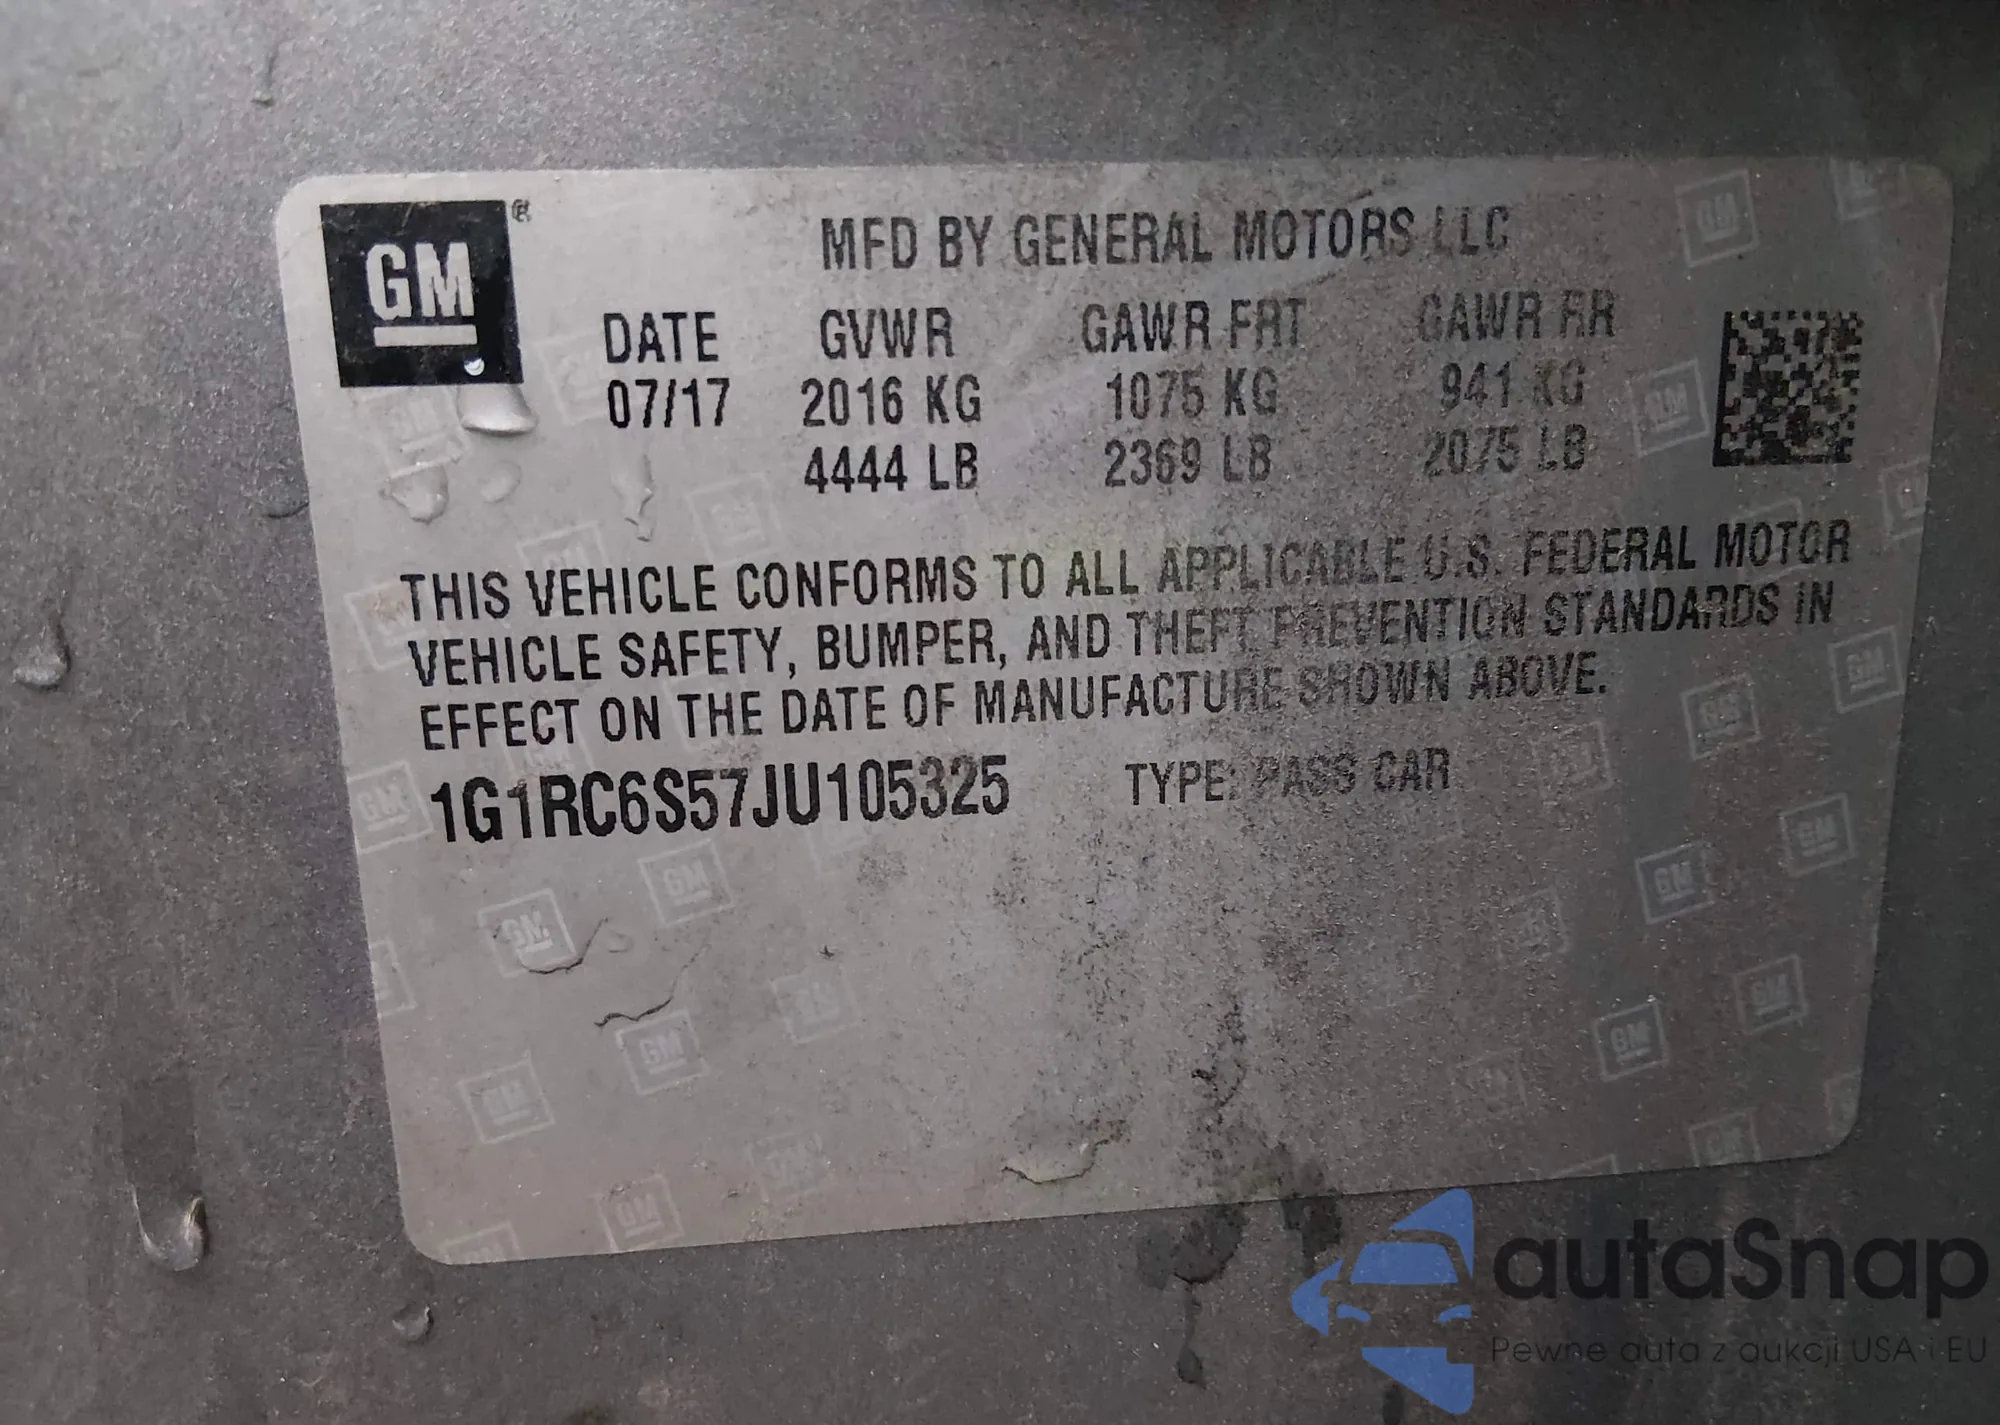 GM ®
MFD BY GENERAL MOTORS LLC
DATE GVWR GAWR FRT GAWR RR
07/17 2016 KG 1075 KG 941 KG
4444 LB 2369 LB 2075 LB
THIS VEHICLE CONFORMS TO ALL APPLICABLE U.S. FEDERAL MOTOR
VEHICLE SAFETY, BUMPER, AND THEFT PREVENTION STANDARDS IN
EFFECT ON THE DATE OF MANUFACTURE SHOWN ABOVE.
1G1RC6S57JU105325 TYPE: PASS CAR
autaSnap
Pewne auta z aukcji USA i EU